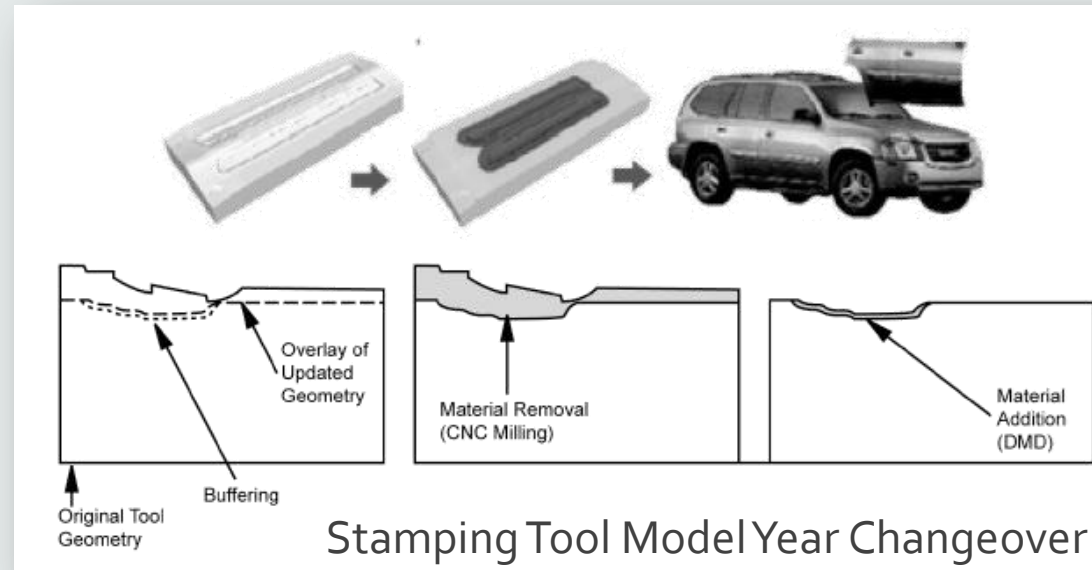 Overlay of
Updated
Geometry
Buffering
Original Tool
Geometry
Material Removal
(CNC Milling)
Material
Addition
(DMD)
Stamping Tool Model Year Changeover